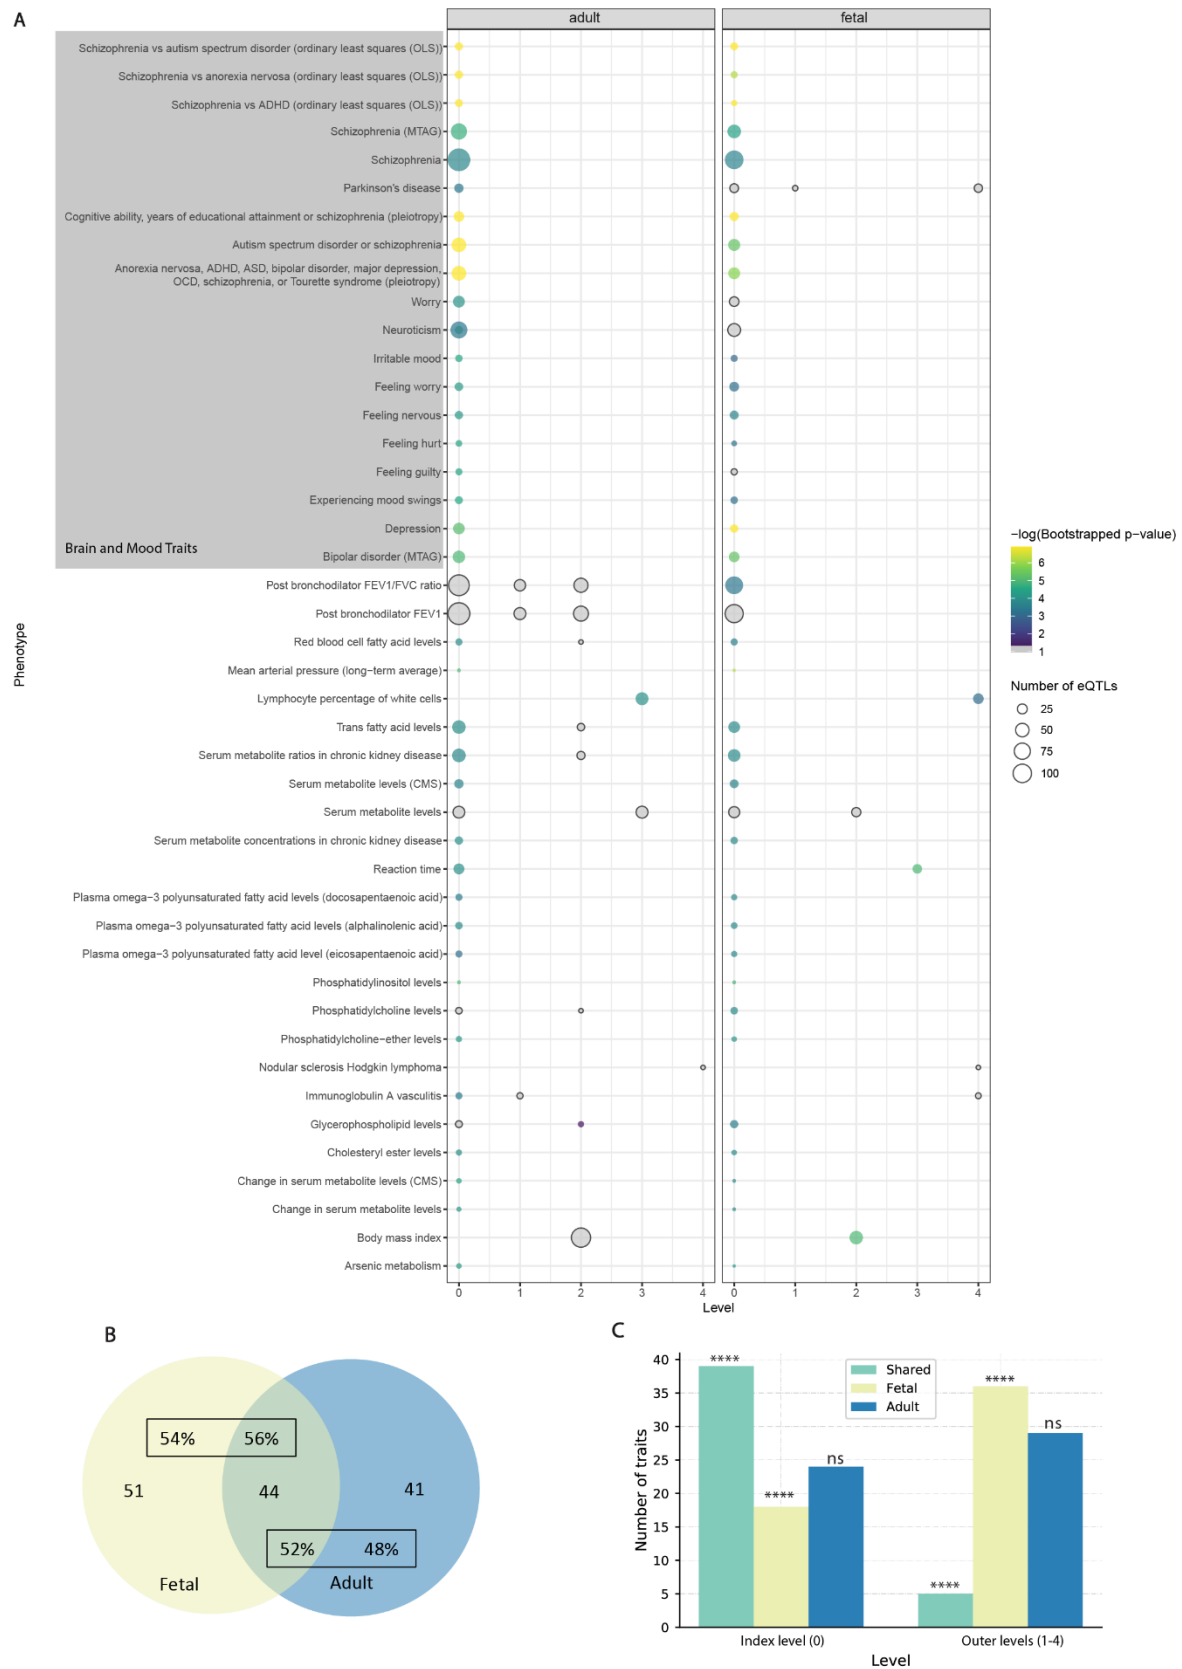 A
adult
fetal
Schizophrenia vs autism spectrum disorder (ordinary least squares (OLS))
Schizophrenia vs anorexia nervosa (ordinary least squares (OLS))
Schizophrenia vs ADHD (ordinary least squares (OLS))
Schizophrenia (MTAG)
Schizophrenia
Parkinson's disease
Cognitive ability, years of educational attainment or schizophrenia (pleiotropy)
Autism spectrum disorder or schizophrenia
Anorexia nervosa, ADHD, ASD, bipolar disorder, major depression,
OCD, schizophrenia, or Tourette syndrome (pleiotropy)
Worry
Neuroticism
Irritable mood
Feeling worry
Feeling nervous
Feeling hurt
Feeling guilty
Experiencing mood swings
Depression
Brain and Mood Traits
Bipolar disorder (MTAG)
Post bronchodilator FEV1/FVC ratio
Post bronchodilator FEV1
Red blood cell fatty acid levels
Mean arterial pressure (long−term average)
Lymphocyte percentage of white cells
Trans fatty acid levels
Serum metabolite ratios in chronic kidney disease
Serum metabolite levels (CMS)
Serum metabolite levels
Serum metabolite concentrations in chronic kidney disease
Reaction time
Plasma omega−3 polyunsaturated fatty acid levels (docosapentaenoic acid)
Plasma omega−3 polyunsaturated fatty acid levels (alphalinolenic acid)
Plasma omega−3 polyunsaturated fatty acid level (eicosapentaenoic acid)
Phosphatidylinositol levels
Phosphatidylcholine levels
Phosphatidylcholine−ether levels
Nodular sclerosis Hodgkin lymphoma
Immunoglobulin A vasculitis
Glycerophospholipid levels
Cholesteryl ester levels
Change in serum metabolite levels (CMS)
Change in serum metabolite levels
Body mass index
Arsenic metabolism
Phenotype
0 1 2 3 4
0 1 2 3 4
Level
−log(Bootstrapped p−value)
6
5
4
3
2
1
Number of eQTLs
25
50
75
100
B
54% 56%
51 44 41
52% 48%
Fetal Adult
C
Number of traits
40
35
30
25
20
15
10
5
0
Shared
Fetal
Adult
**** **** ns
**** **** ns
Index level (0) Outer levels (1-4)
Level